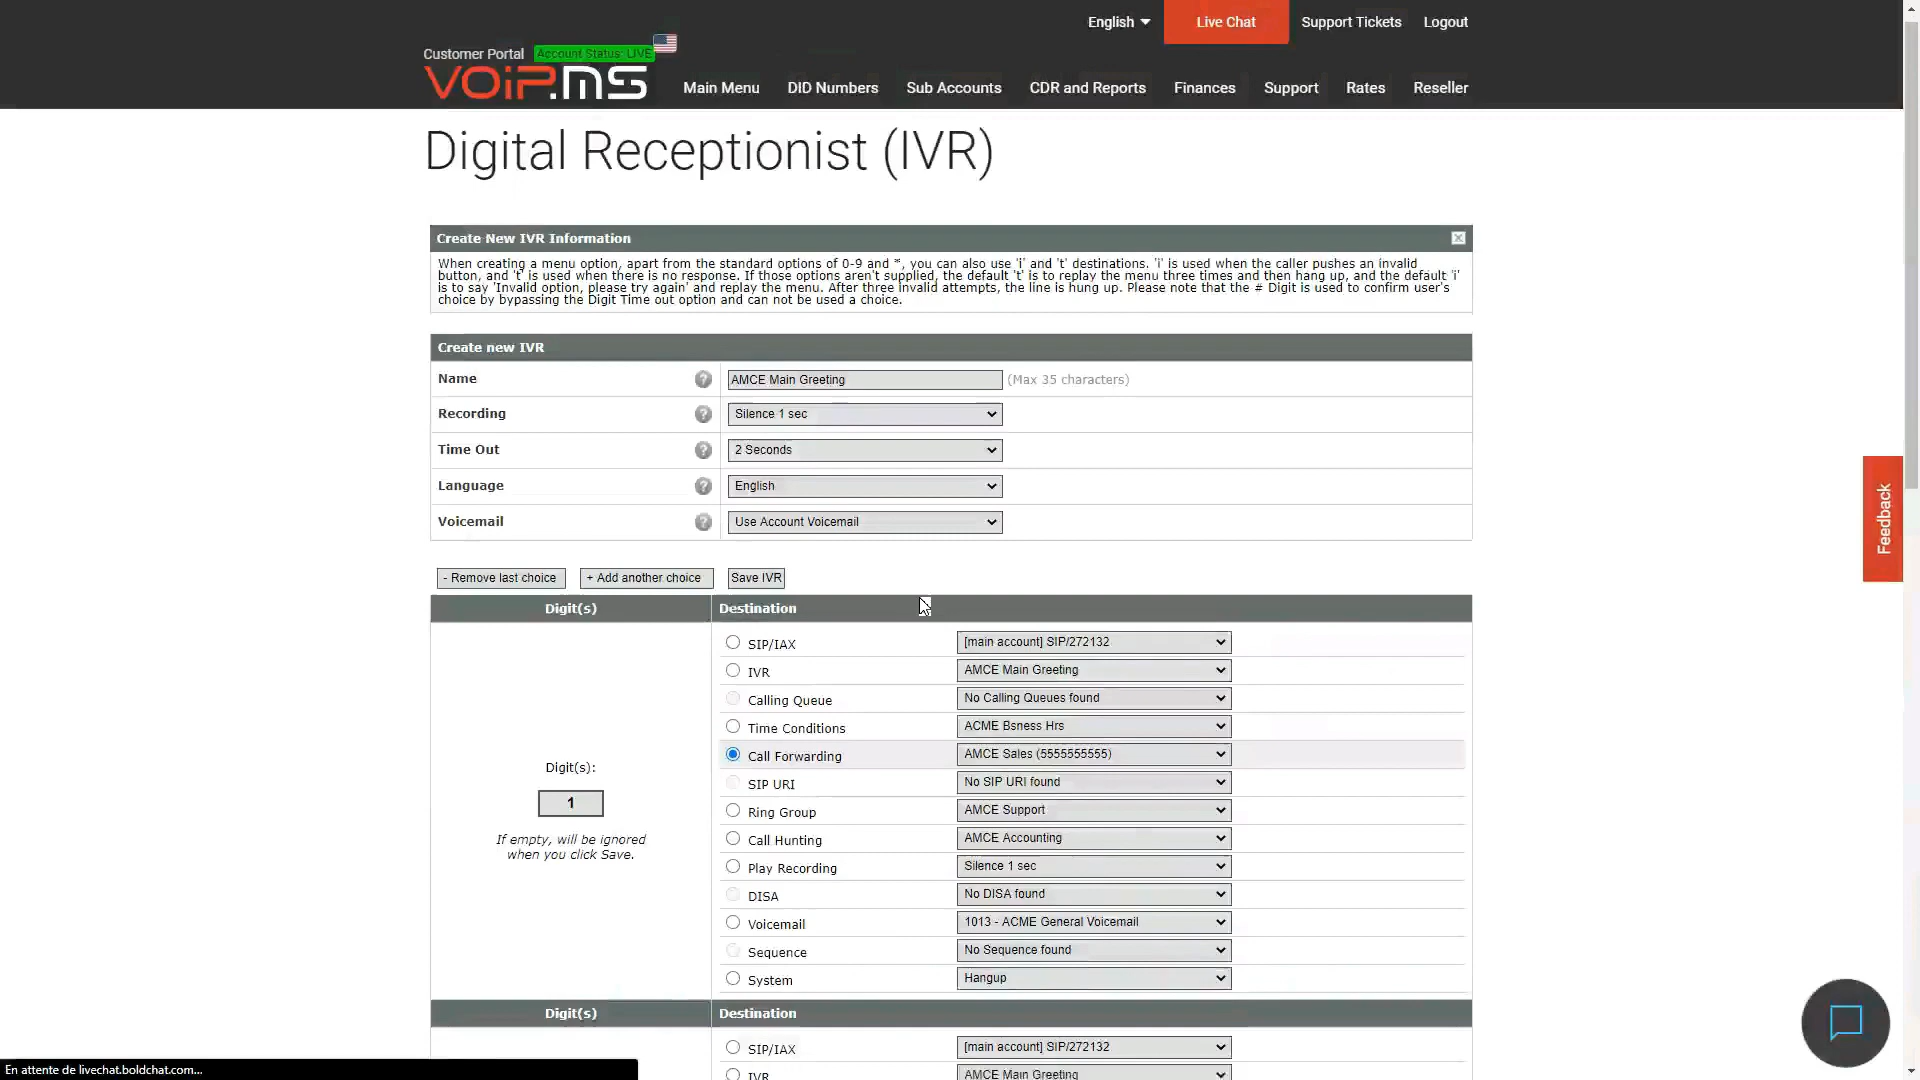 English
Live Chat
Support Tickets
Logout
Customer Portal
Account Status: LIVE
VOIP.MS
Main Menu
DID Numbers
Sub Accounts
CDR and Reports
Finances
Support
Rates
Reseller
Digital Receptionist (IVR)
Create New IVR Information
When creating a menu option, apart from the standard options of 0-9 and *, you can also use 'i' and 't' destinations. 'i' is used when the caller pushes an invalid
button, and 't' is used when there is no response. If those options aren't supplied, the default 't' is to replay the menu three times and then hang up, and the default 'i'
is to say 'Invalid option, please try again' and replay the menu. After three invalid attempts, the line is hung up. Please note that the # Digit is used to confirm user's
choice by bypassing the Digit Time out option and can not be used a choice.
Create new IVR
Name ? AMCE Main Greeting (Max 35 characters)
Recording ? Silence 1 sec
Time Out ? 2 Seconds
Language ? English
Voicemail ? Use Account Voicemail
- Remove last choice + Add another choice Save IVR
Digit(s) Destination
SIP/IAX [main account] SIP/272132
IVR AMCE Main Greeting
Calling Queue No Calling Queues found
Time Conditions ACME Bsness Hrs
Call Forwarding AMCE Sales (5555555555)
Digit(s):
1
If empty, will be ignored
when you click Save.
SIP URI No SIP URI found
Ring Group AMCE Support
Call Hunting AMCE Accounting
Play Recording Silence 1 sec
DISA No DISA found
Voicemail 1013 - ACME General Voicemail
Sequence No Sequence found
System Hangup
Digit(s) Destination
SIP/IAX [main account] SIP/272132
IVR AMCE Main Greeting
Feedback
En attente de livechat.boldchat.com...